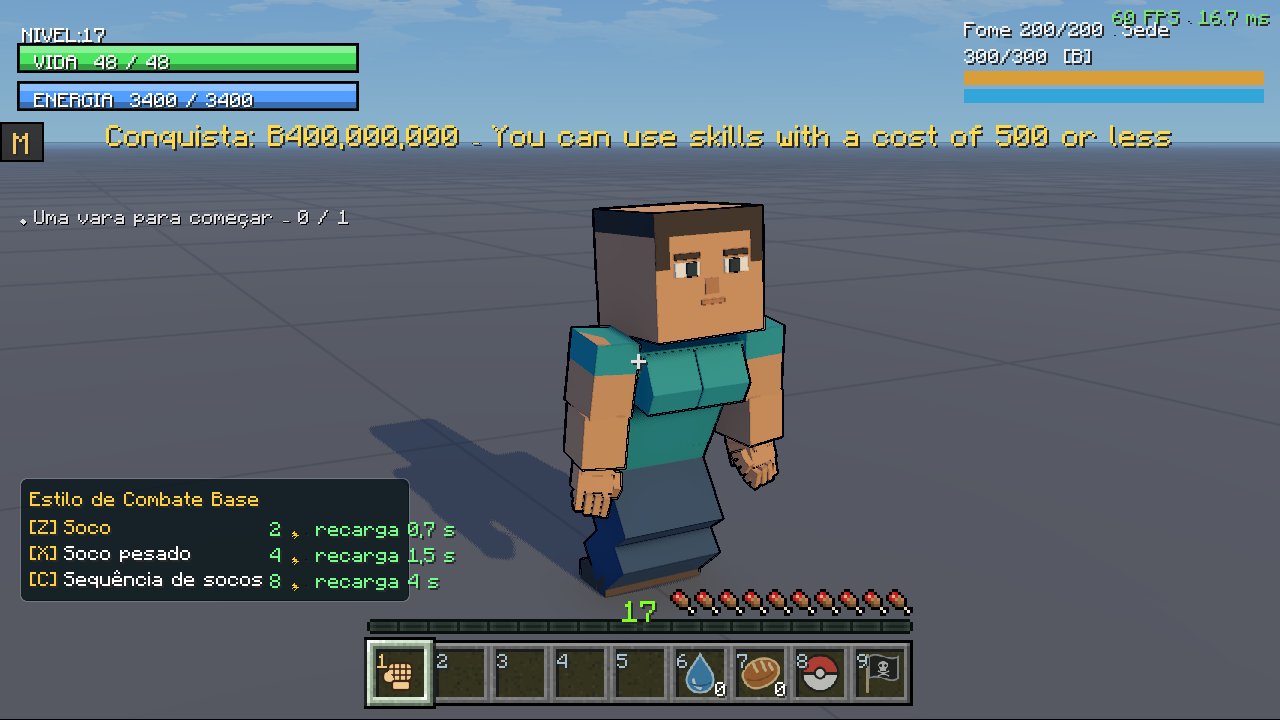 60 FPS · 16.7 ms
NIVEL:17
Fome 200/200 · Sede
300/300 [B]
VIDA 48 / 48
ENERGIA 3400 / 3400
M
Conquista: B400,000,000 - You can use skills with a cost of 500 or less
Uma vara para começar - 0 / 1
Estilo de Combate Base
[Z] Soco 2 recarga 0,7 s
[X] Soco pesado 4 recarga 1,5 s
[C] Sequência de socos 8 recarga 4 s
17
1 2 3 4 5 6 7 8 9
0 0